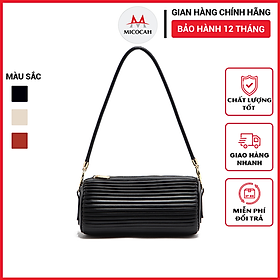 MICOCAH
GIAN HÀNG CHÍNH HÃNG
BẢO HÀNH 12 THÁNG
MÀU SẮC
CHẤT LƯỢNG
TỐT
GIAO HÀNG
NHANH
MIỄN PHÍ
ĐỔI TRẢ